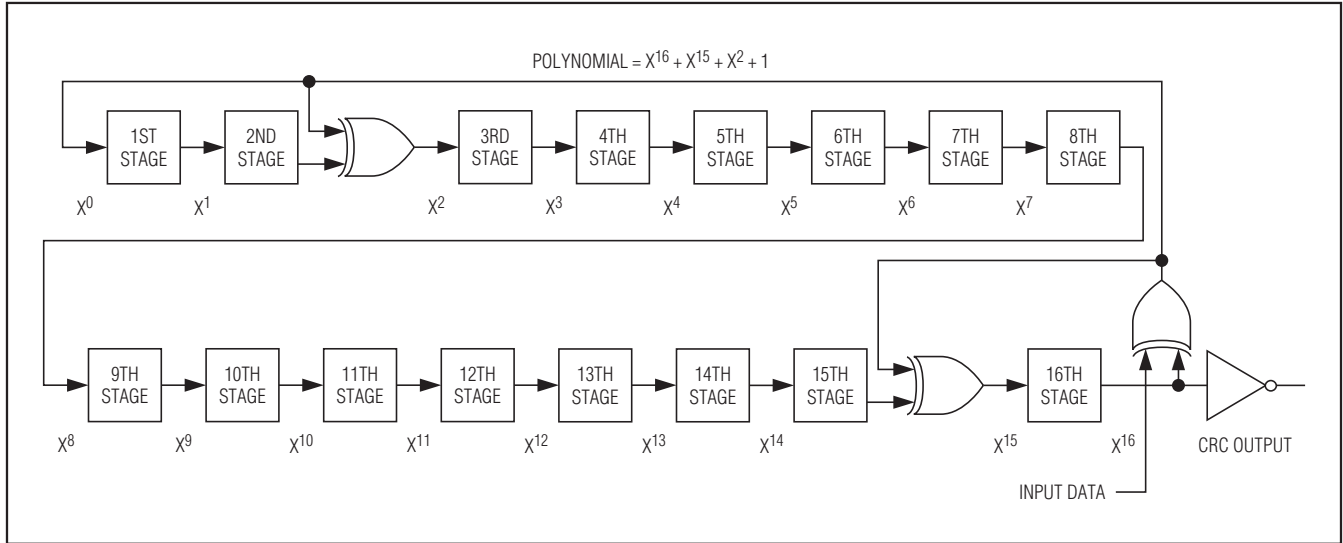 POLYNOMIAL = X¹⁶ + X¹⁵ + X² + 1
1ST STAGE
2ND STAGE
3RD STAGE
4TH STAGE
5TH STAGE
6TH STAGE
7TH STAGE
8TH STAGE
X⁰ X¹ X² X³ X⁴ X⁵ X⁶ X⁷
9TH STAGE
10TH STAGE
11TH STAGE
12TH STAGE
13TH STAGE
14TH STAGE
15TH STAGE
16TH STAGE
X⁸ X⁹ X¹⁰ X¹¹ X¹² X¹³ X¹⁴ X¹⁵ X¹⁶
CRC OUTPUT
INPUT DATA